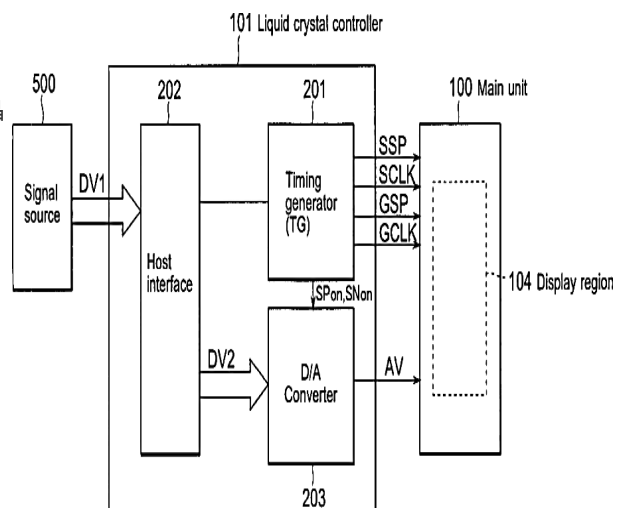 101 Liquid crystal controller
500
202
201
100 Main unit
Signal
source
DV1
Host
interface
Timing
generator
(TG)
SSP
SCLK
GSP
GCLK
104 Display region
SPon,SNon
DV2
D/A
Converter
AV
203